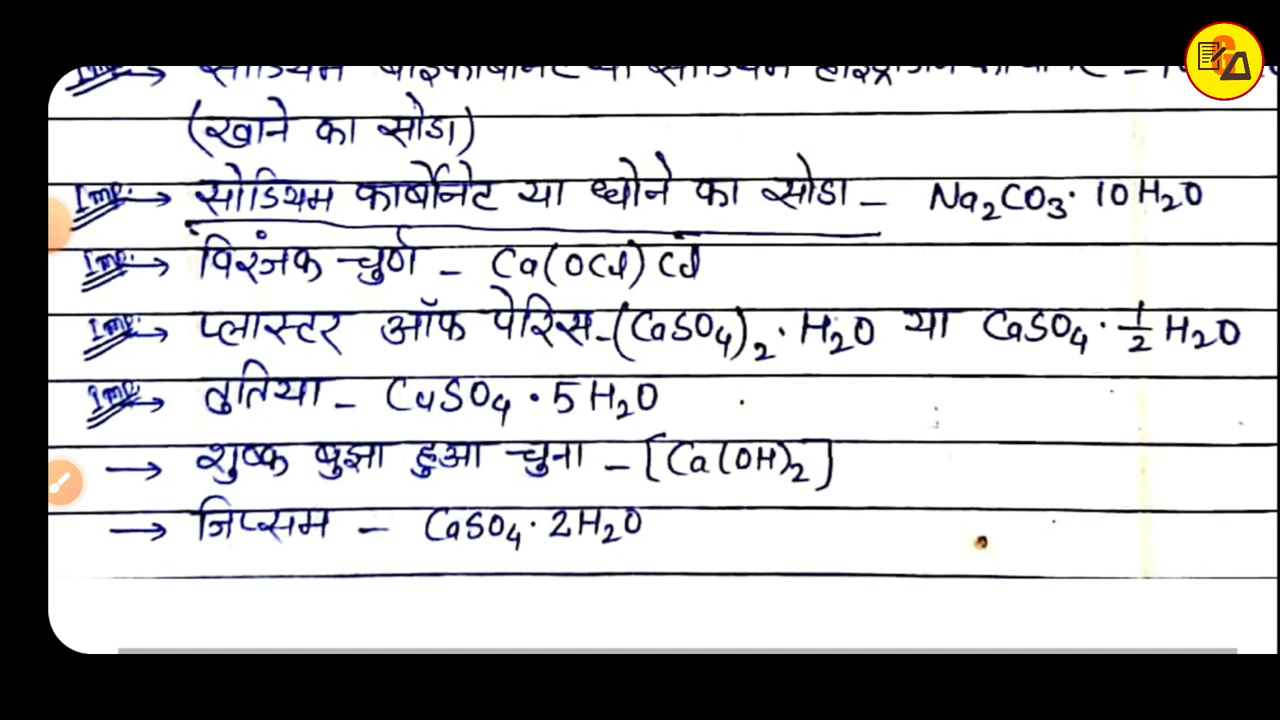 (खाने का सोडा)
Imp. → सोडियम कार्बोनेट या धोने का सोडा - Na₂CO₃·10H₂O
Imp. → विरंजक चुर्ण - Ca(OCl)Cl
Imp. → प्लास्टर ऑफ पेरिस - (CaSO₄)₂·H₂O या CaSO₄·½H₂O
Imp. → तुतिया - CuSO₄·5H₂O
→ शुष्क बुझा हुआ चुना - [Ca(OH)₂]
→ जिप्सम - CaSO₄·2H₂O